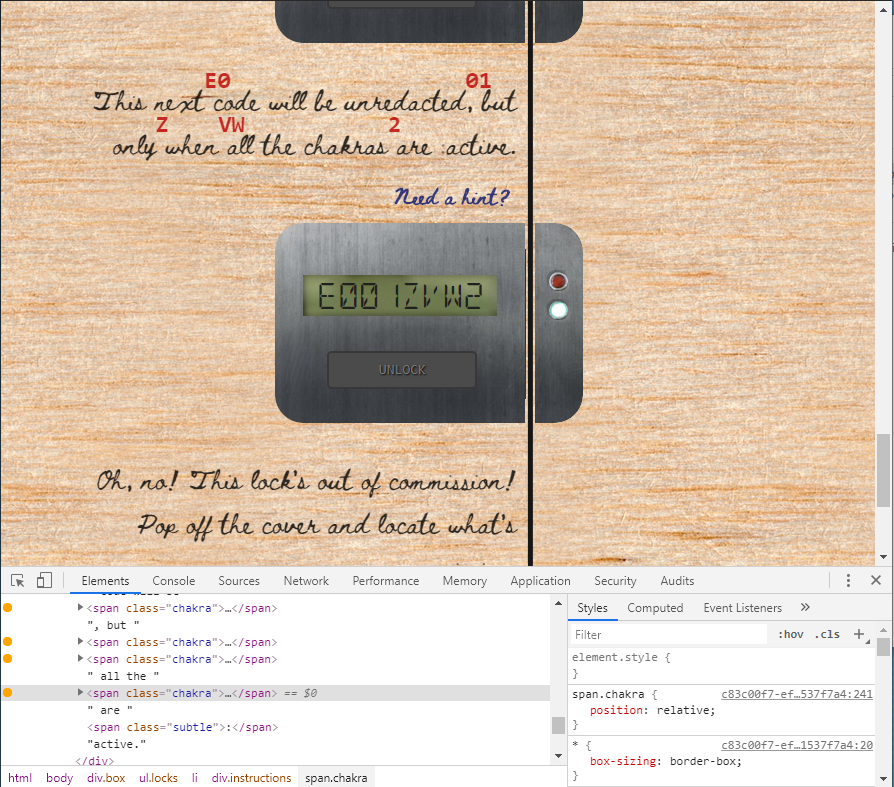 E0 01
This next code will be unredacted, but
Z VW 2
only when all the chakras are :active.
Need a hint?
E001ZVW2
UNLOCK
Oh, no! This lock's out of commission!
Pop off the cover and locate what's
Elements Console Sources Network Performance Memory Application Security Audits
<span class="chakra">…</span>
", but "
<span class="chakra">…</span>
<span class="chakra">…</span>
" all the "
<span class="chakra">…</span> == $0
" are "
<span class="subtle">:</span>
"active."
</div>
html body div.box ul.locks li div.instructions span.chakra
Styles Computed Event Listeners »
Filter :hov .cls +
element.style {
}
span.chakra { c83c00f7-ef…537f7a4:241
position: relative;
}
* { c83c00f7-ef…1537f7a4:20
box-sizing: border-box;
}